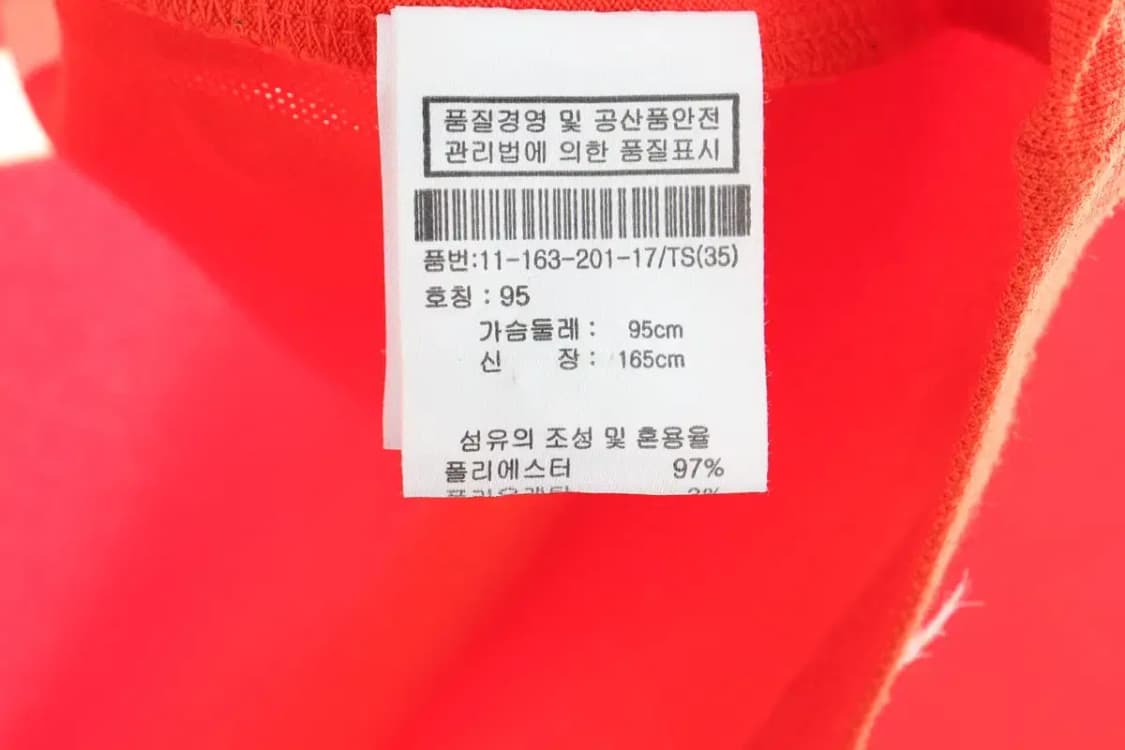 품질경영 및 공산품안전
관리법에 의한 품질표시
품번:11-163-201-17/TS(35)
호칭 : 95
가슴둘레 : 95cm
신 장 : 165cm
섬유의 조성 및 혼용율
폴리에스터 97%